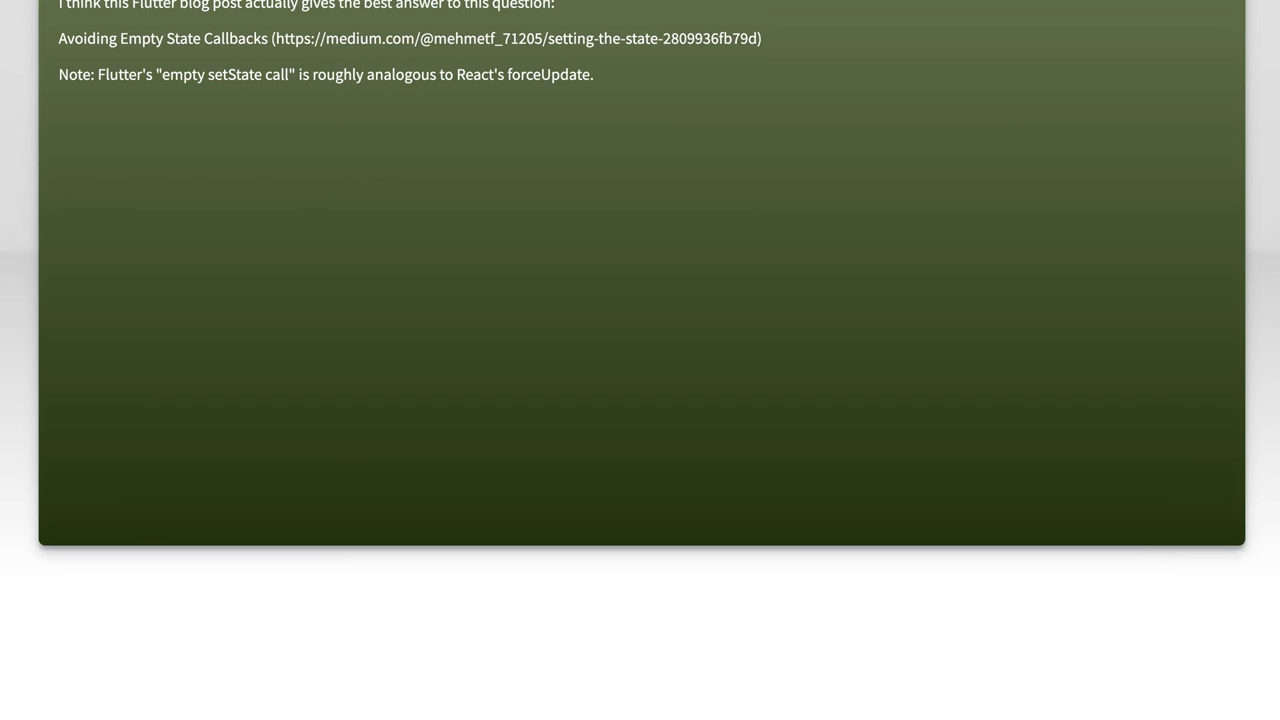 I think this Flutter blog post actually gives the best answer to this question:
Avoiding Empty State Callbacks (https://medium.com/@mehmetf_71205/setting-the-state-2809936fb79d)
Note: Flutter's "empty setState call" is roughly analogous to React's forceUpdate.